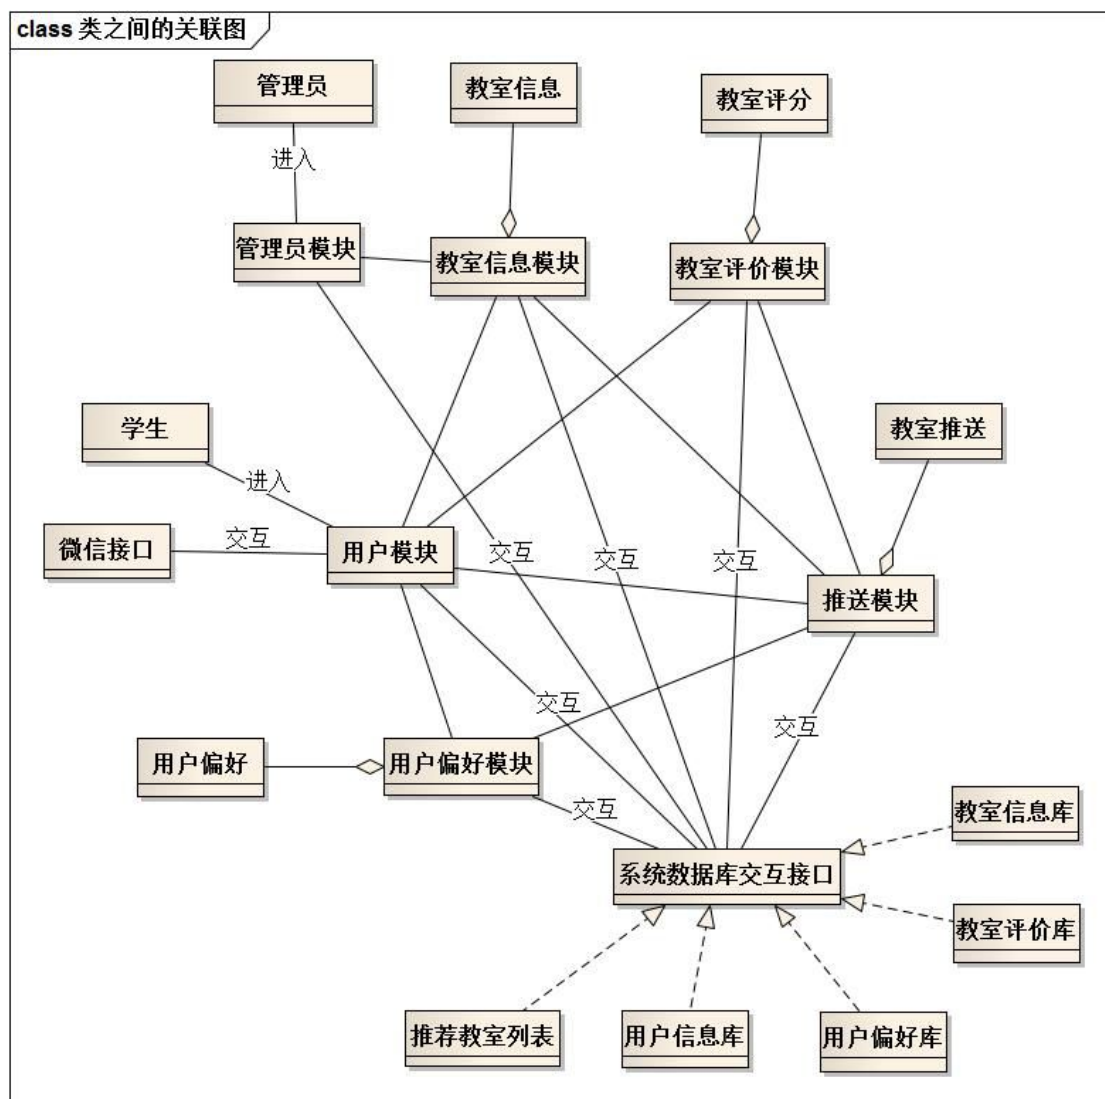 class 类之间的关联图
管理员
教室信息
教室评分
进入
管理员模块
教室信息模块
教室评价模块
学生
教室推送
进入
微信接口
交互
用户模块
交互
交互
交互
推送模块
交互
交互
用户偏好
用户偏好模块
交互
教室信息库
系统数据库交互接口
教室评价库
推荐教室列表
用户信息库
用户偏好库